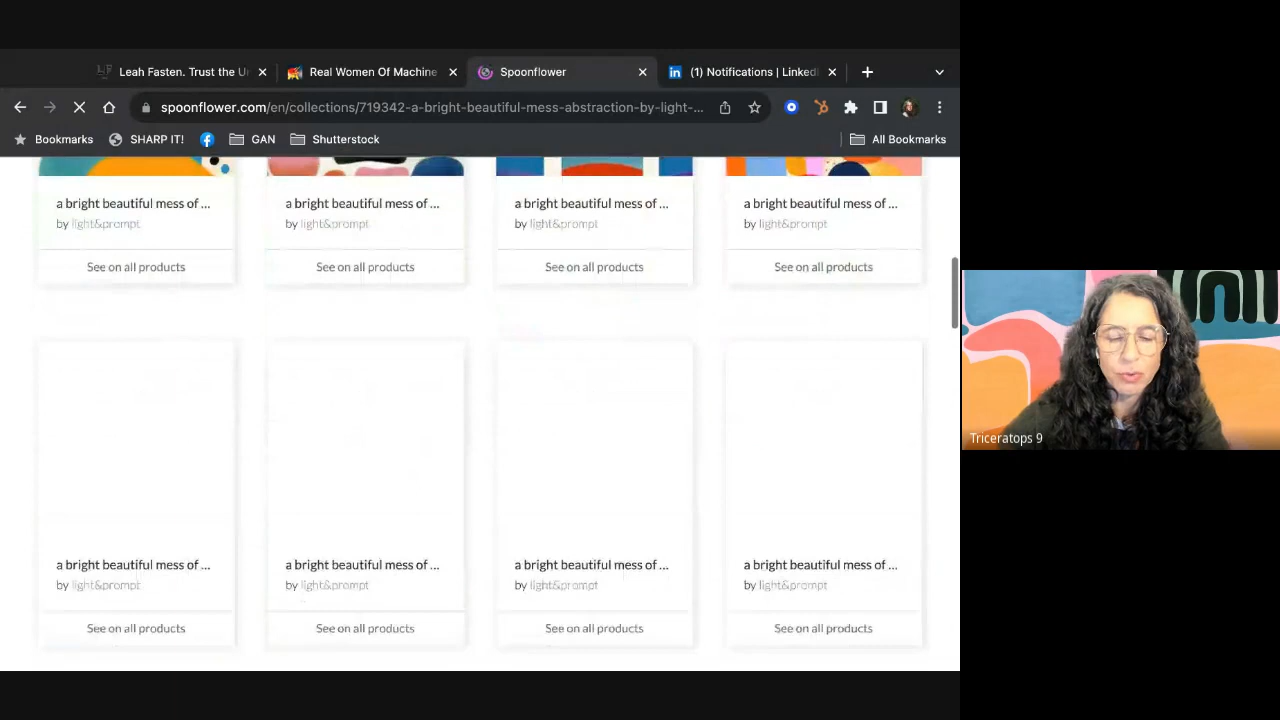 Leah Fasten. Trust the Ur
Real Women Of Machine
Spoonflower
(1) Notifications | LinkedI
spoonflower.com/en/collections/719342-a-bright-beautiful-mess-abstraction-by-light-...
Bookmarks
SHARP IT!
GAN
Shutterstock
All Bookmarks
a bright beautiful mess of ...
by light&prompt
See on all products
a bright beautiful mess of ...
by light&prompt
See on all products
a bright beautiful mess of ...
by light&prompt
See on all products
a bright beautiful mess of ...
by light&prompt
See on all products
a bright beautiful mess of ...
by light&prompt
See on all products
a bright beautiful mess of ...
by light&prompt
See on all products
a bright beautiful mess of ...
by light&prompt
See on all products
a bright beautiful mess of ...
by light&prompt
See on all products
Triceratops 9